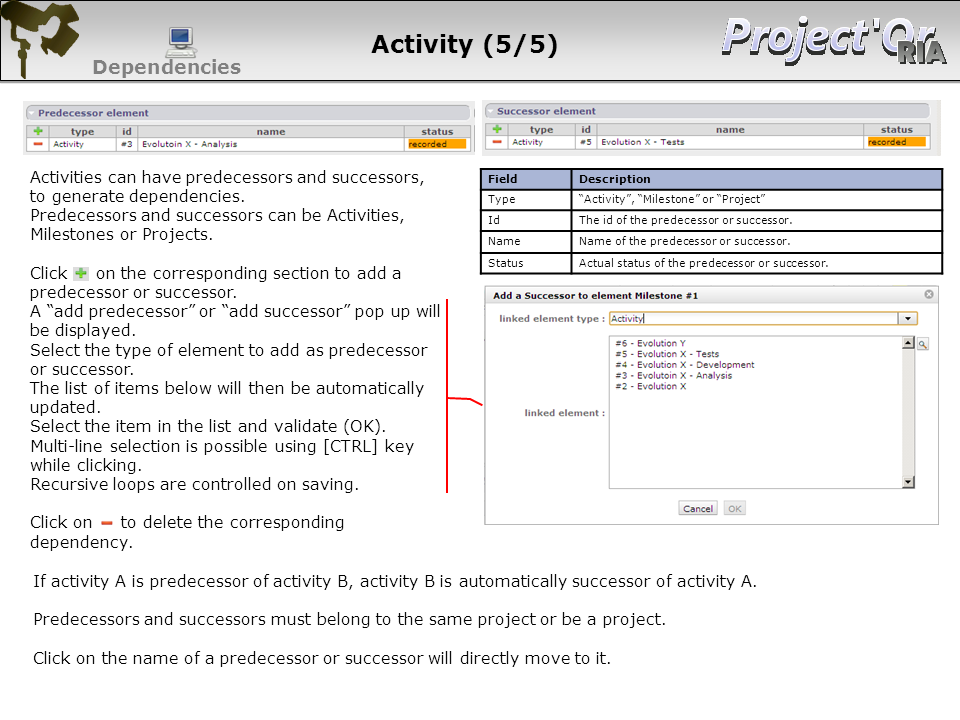 Project'Or
RIA
Activity (5/5)
Dependencies
Predecessor element
type id name status
Activity #3 Evolutoin X - Analysis recorded
Successor element
type id name status
Activity #5 Evolution X - Tests recorded
Activities can have predecessors and successors,
to generate dependencies.
Predecessors and successors can be Activities,
Milestones or Projects.
Click on the corresponding section to add a
predecessor or successor.
A “add predecessor” or “add successor” pop up will
be displayed.
Select the type of element to add as predecessor
or successor.
The list of items below will then be automatically
updated.
Select the item in the list and validate (OK).
Multi-line selection is possible using [CTRL] key
while clicking.
Recursive loops are controlled on saving.
Click on to delete the corresponding
dependency.
Field Description
Type “Activity”, “Milestone” or “Project”
Id The id of the predecessor or successor.
Name Name of the predecessor or successor.
Status Actual status of the predecessor or successor.
Add a Successor to element Milestone #1
linked element type : Activity
#6 - Evolution Y
#5 - Evolution X - Tests
#4 - Evolution X - Development
#3 - Evolutoin X - Analysis
#2 - Evolution X
linked element :
Cancel OK
If activity A is predecessor of activity B, activity B is automatically successor of activity A.
Predecessors and successors must belong to the same project or be a project.
Click on the name of a predecessor or successor will directly move to it.